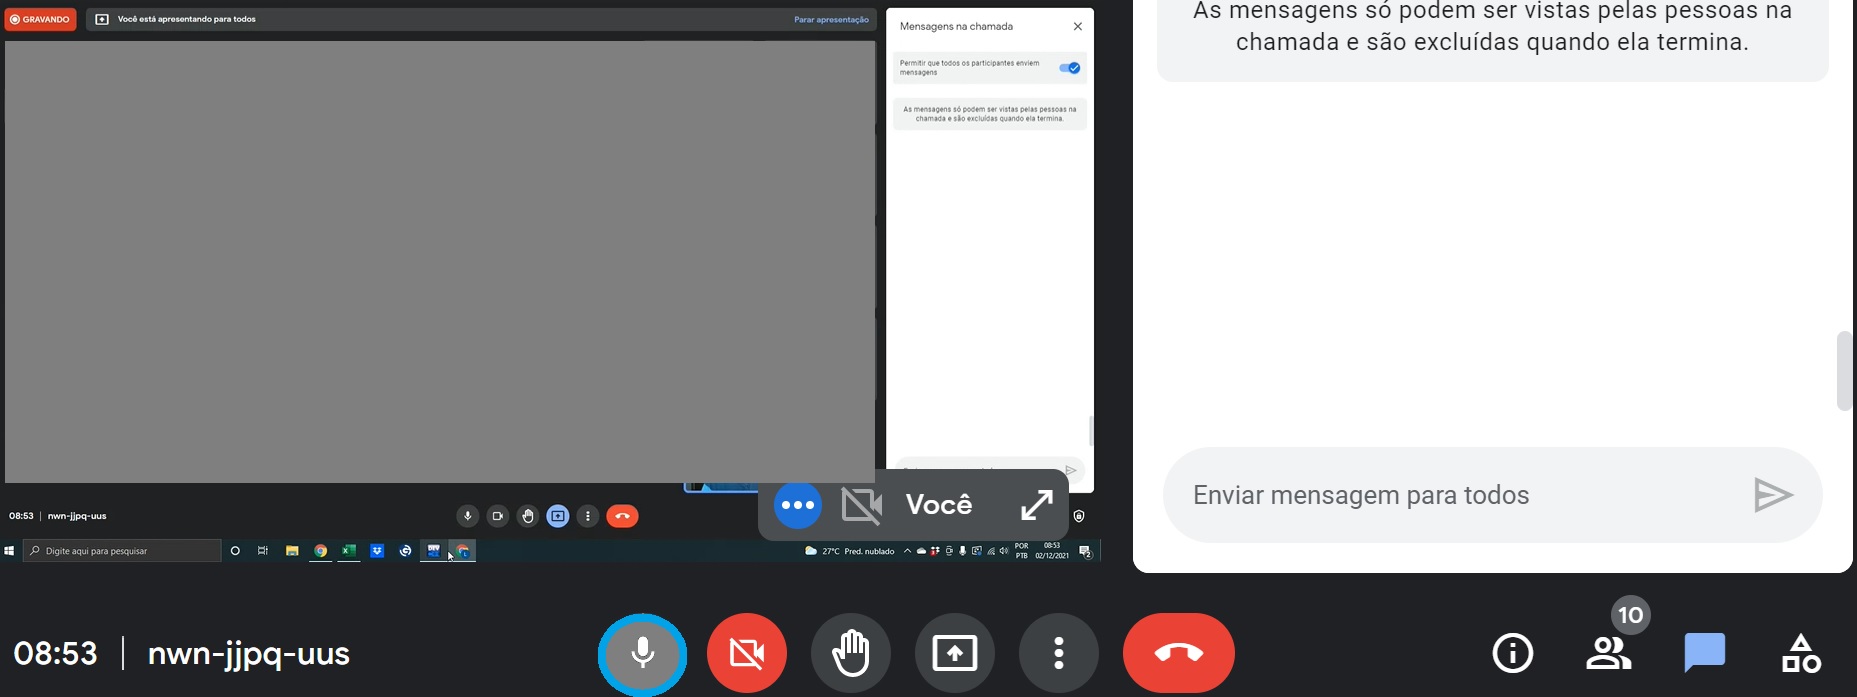 GRAVANDO
Você está apresentando para todos
Parar apresentação
Mensagens na chamada
Permitir que todos os participantes enviem
mensagens
As mensagens só podem ser vistas pelas pessoas na
chamada e são excluídas quando ela termina.
08:53 | nwn-jjpq-uus
Você
Digite aqui para pesquisar
27°C Pred. nublado
POR
PTB
08:53
02/12/2021
2
As mensagens só podem ser vistas pelas pessoas na
chamada e são excluídas quando ela termina.
Enviar mensagem para todos
08:53 | nwn-jjpq-uus
10